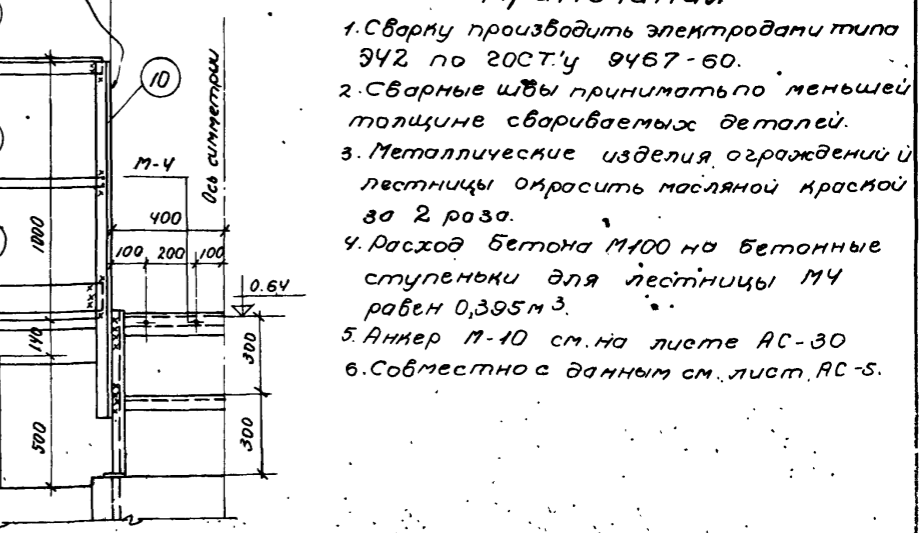 Примечания
1. Сварку производить электродами типа
Э42 по ГОСТ'у 9467-60.
2. Сварные швы принимать по меньшей
толщине свариваемых деталей.
3. Металлические изделия ограждений и
лестницы окрасить масляной краской
за 2 раза.
4. Расход бетона М100 на бетонные
ступеньки для лестницы М4
равен 0,395 м³.
5. Анкер М-10 см. на листе АС-30
6. Совместно с данным см. лист АС-5.
10
М-4
Ось симметрии
400
100 200 100
0.64
1000
140
500
300
300